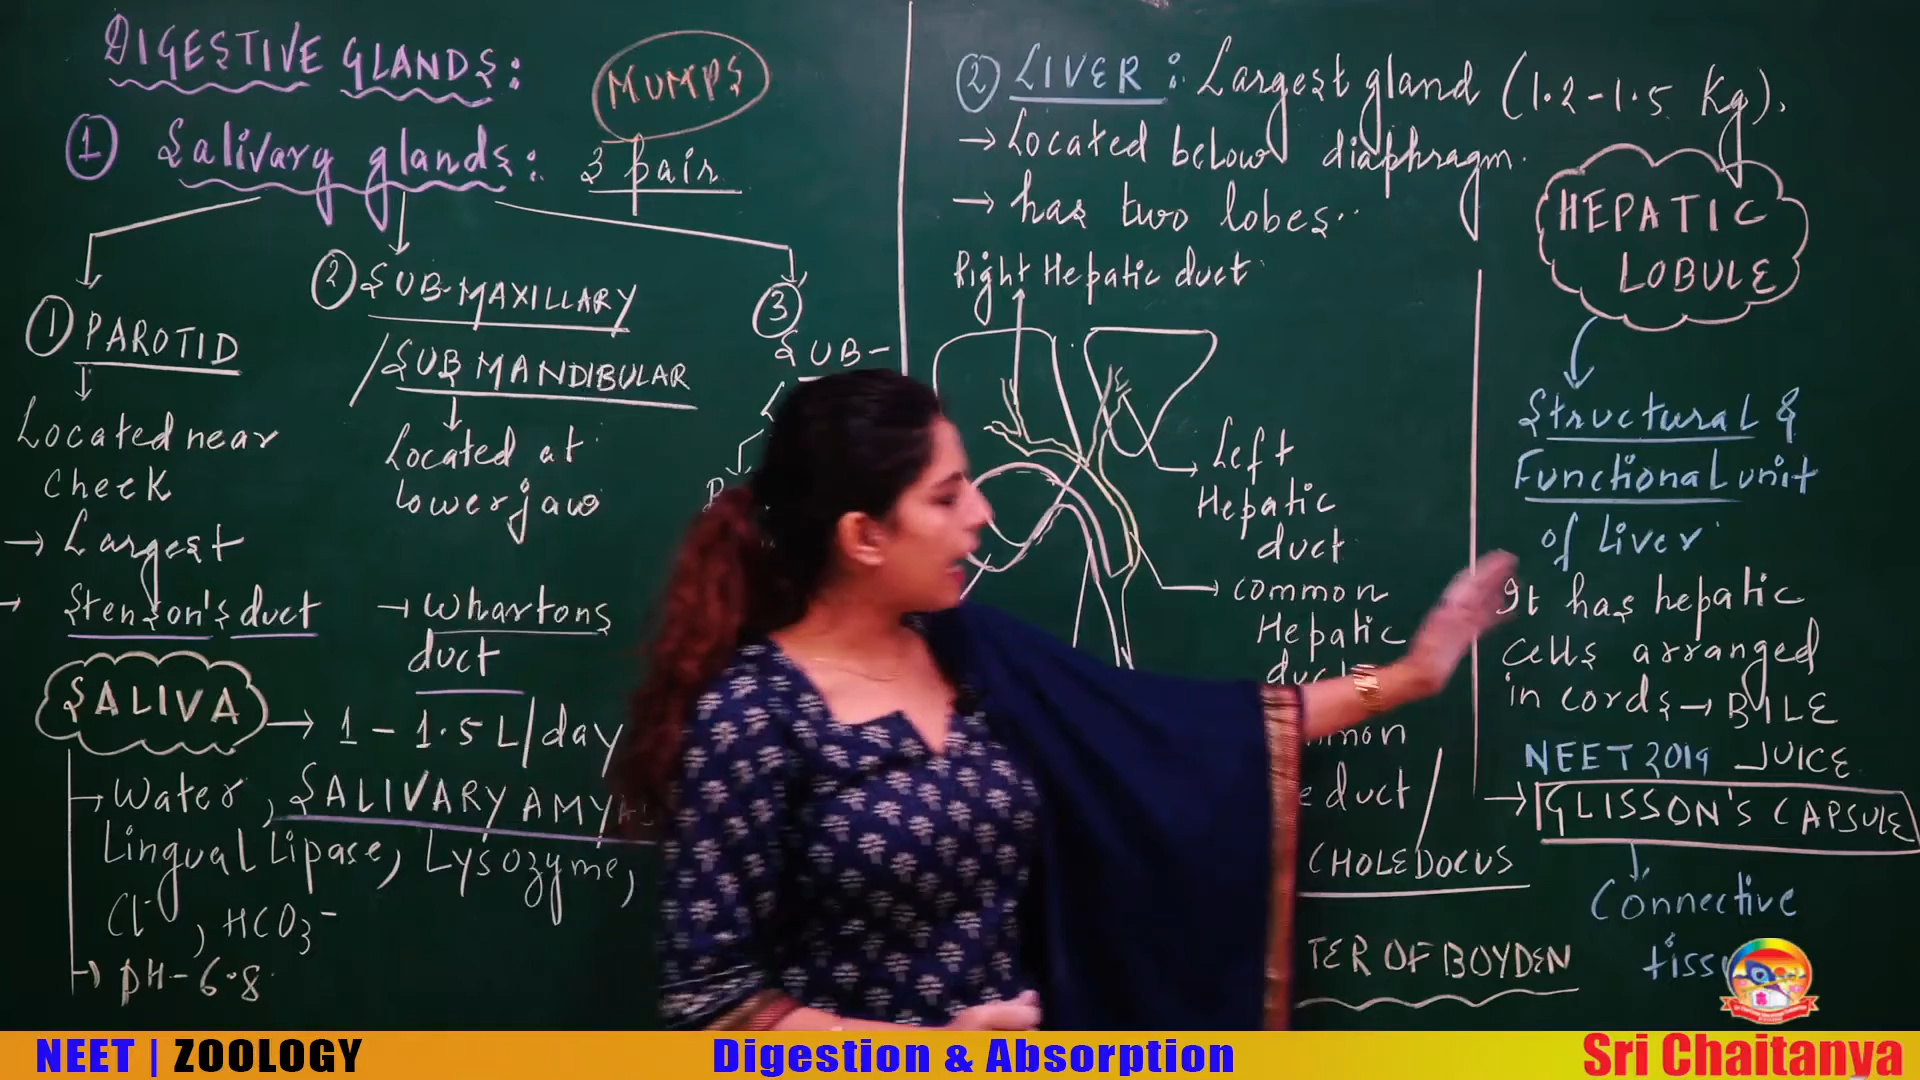 DIGESTIVE GLANDS:
MUMPS
① Salivary glands: 3 pair
① PAROTID
Located near
cheek
→ Largest
→ Stenson's duct
② SUB-MAXILLARY
/SUB MANDIBULAR
Located at
lower jaw
→ Whartons
duct
③
SUB-
SALIVA → 1 - 1.5 L/day
→ Water, SALIVARY AMY
Lingual Lipase, Lysozyme,
Cl⁻, HCO₃⁻
→ pH-6.8
② LIVER: Largest gland (1.2-1.5 Kg).
→ Located below diaphragm.
→ has two lobes.
Right Hepatic duct
Left
Hepatic
duct
common
Hepatic
duct
mmon
e duct /
CHOLEDOCUS
TER OF BOYDEN
HEPATIC
LOBULE
Structural &
Functional unit
of Liver
It has hepatic
cells arranged
in cords → BILE
NEET 2019 JUICE
→ GLISSON'S CAPSULE
Connective
tiss
NEET | ZOOLOGY
Digestion & Absorption
Sri Chaitanya